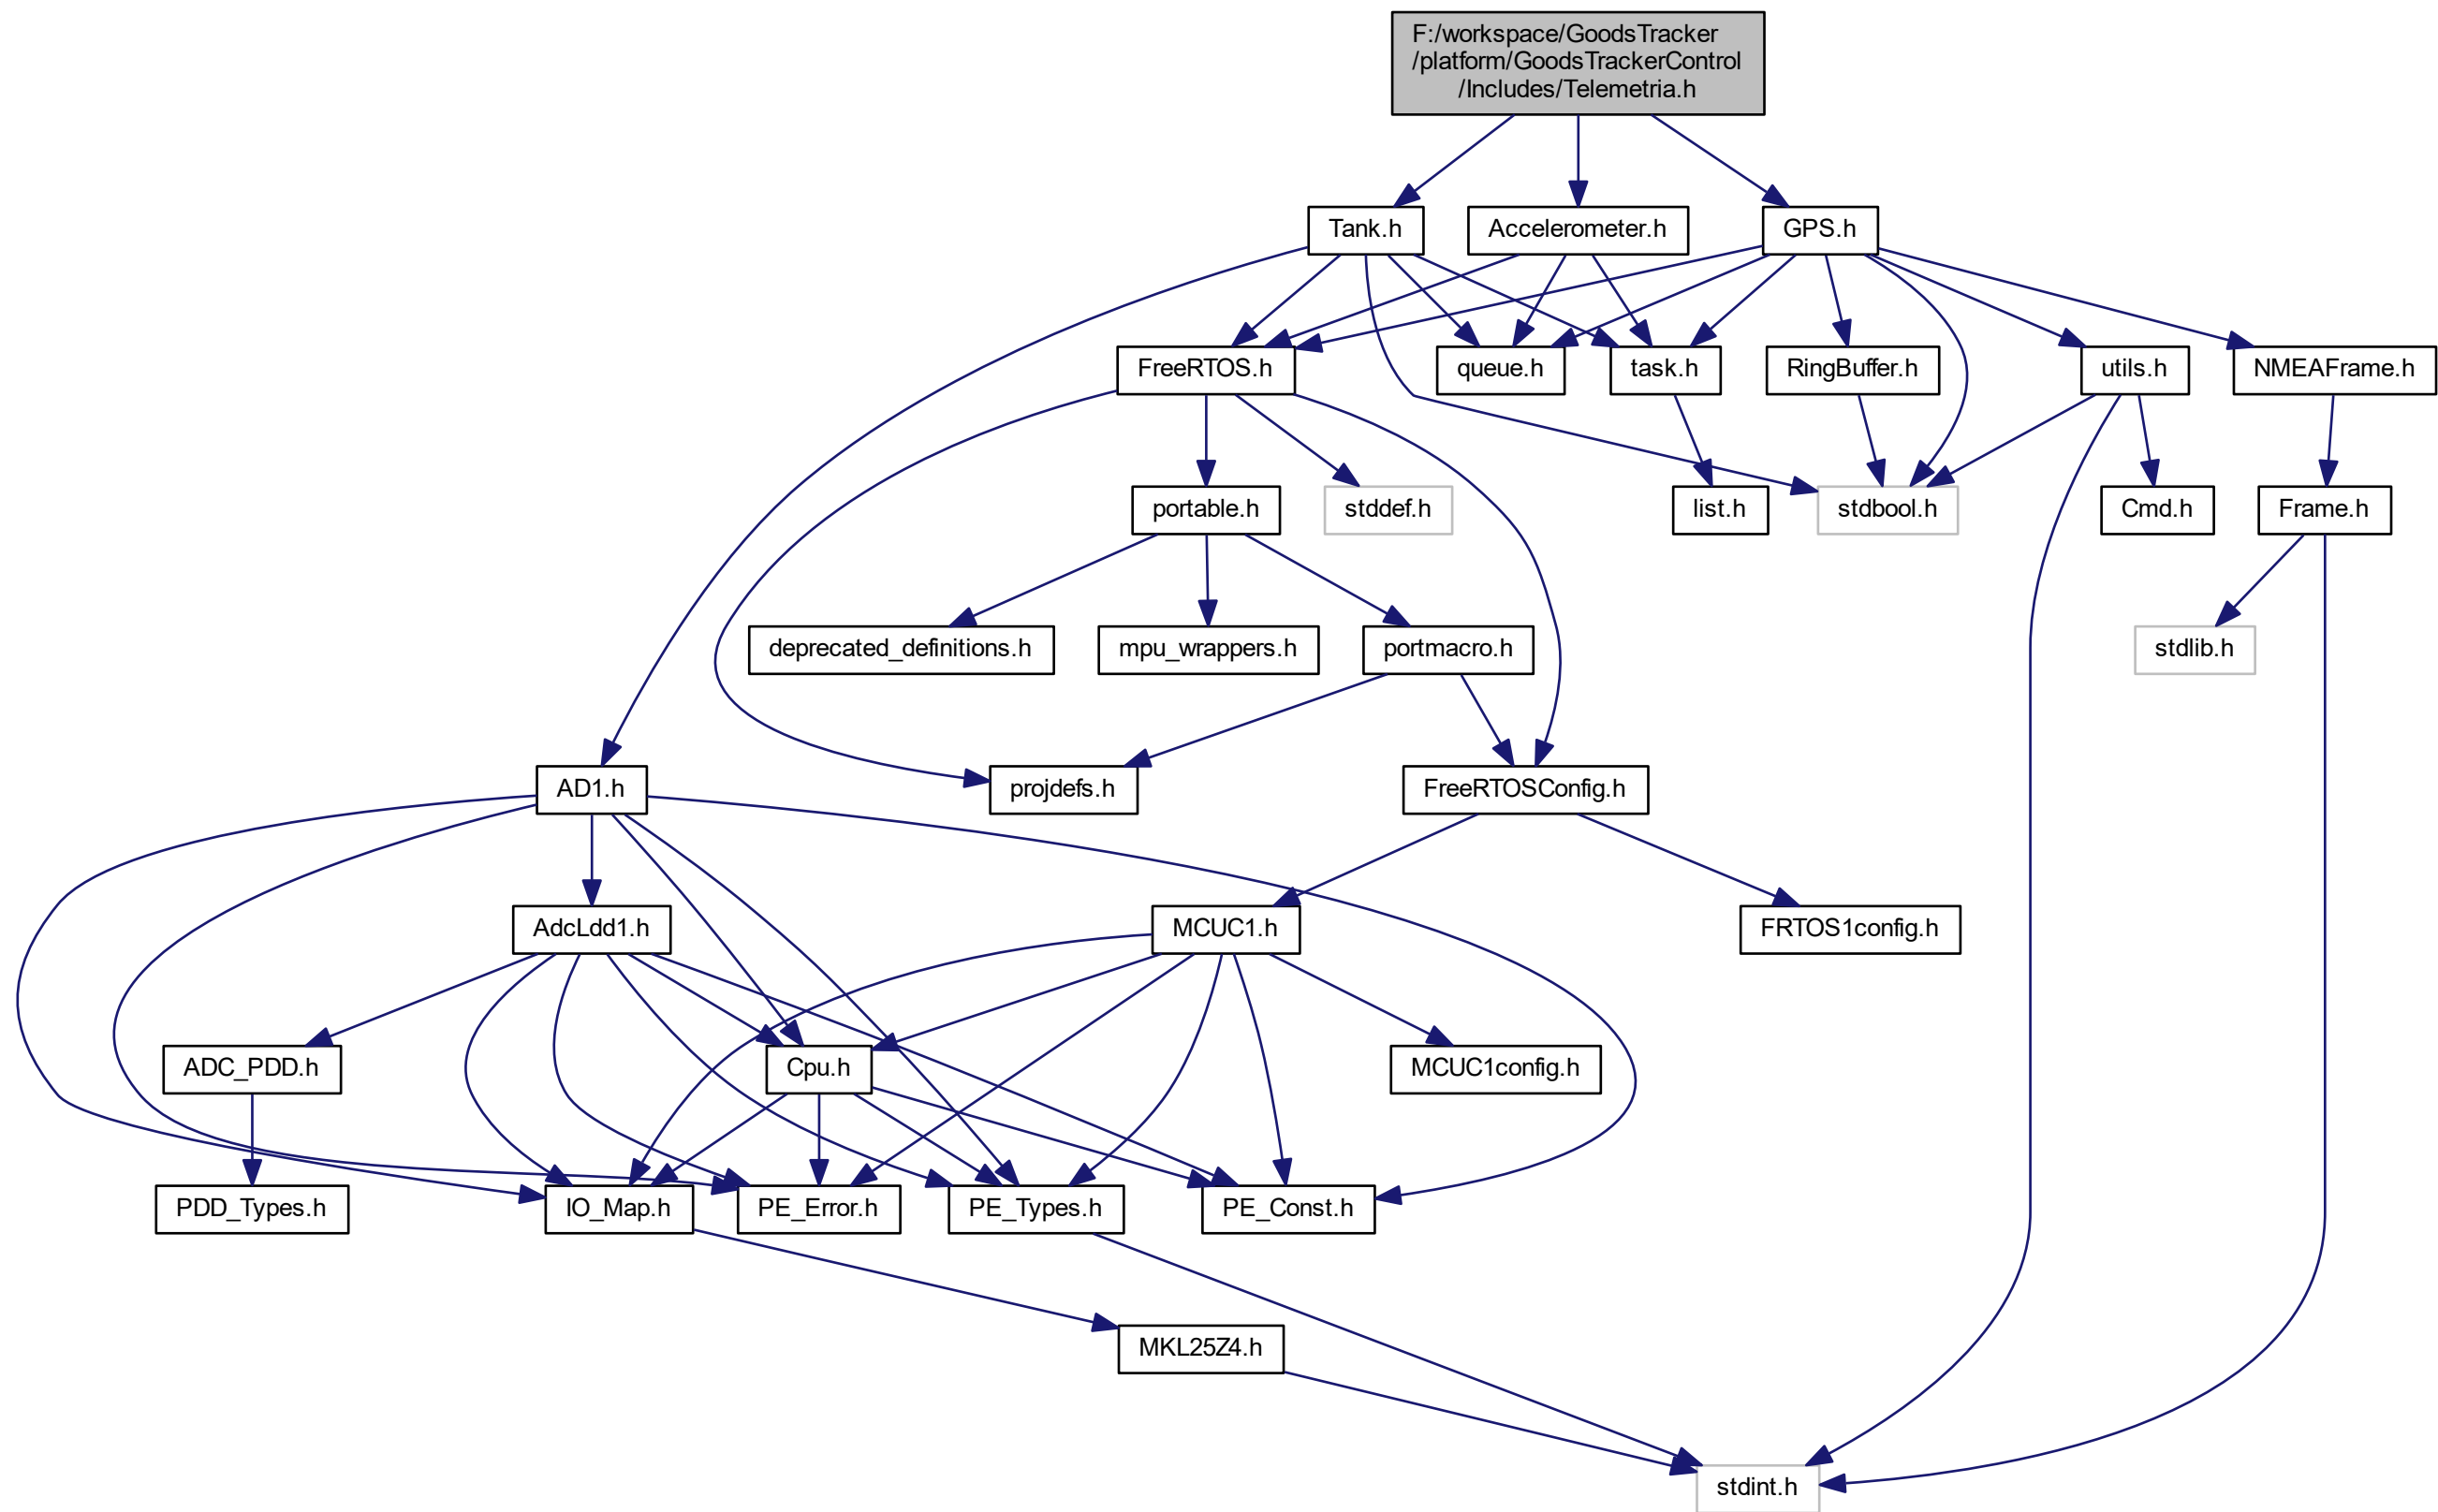 F:/workspace/GoodsTracker
/platform/GoodsTrackerControl
/Includes/Telemetria.h
Tank.h
Accelerometer.h
GPS.h
FreeRTOS.h
queue.h
task.h
RingBuffer.h
utils.h
NMEAFrame.h
portable.h
stddef.h
list.h
stdbool.h
Cmd.h
Frame.h
deprecated_definitions.h
mpu_wrappers.h
portmacro.h
stdlib.h
AD1.h
projdefs.h
FreeRTOSConfig.h
AdcLdd1.h
MCUC1.h
FRTOS1config.h
ADC_PDD.h
Cpu.h
MCUC1config.h
PDD_Types.h
IO_Map.h
PE_Error.h
PE_Types.h
PE_Const.h
MKL25Z4.h
stdint.h